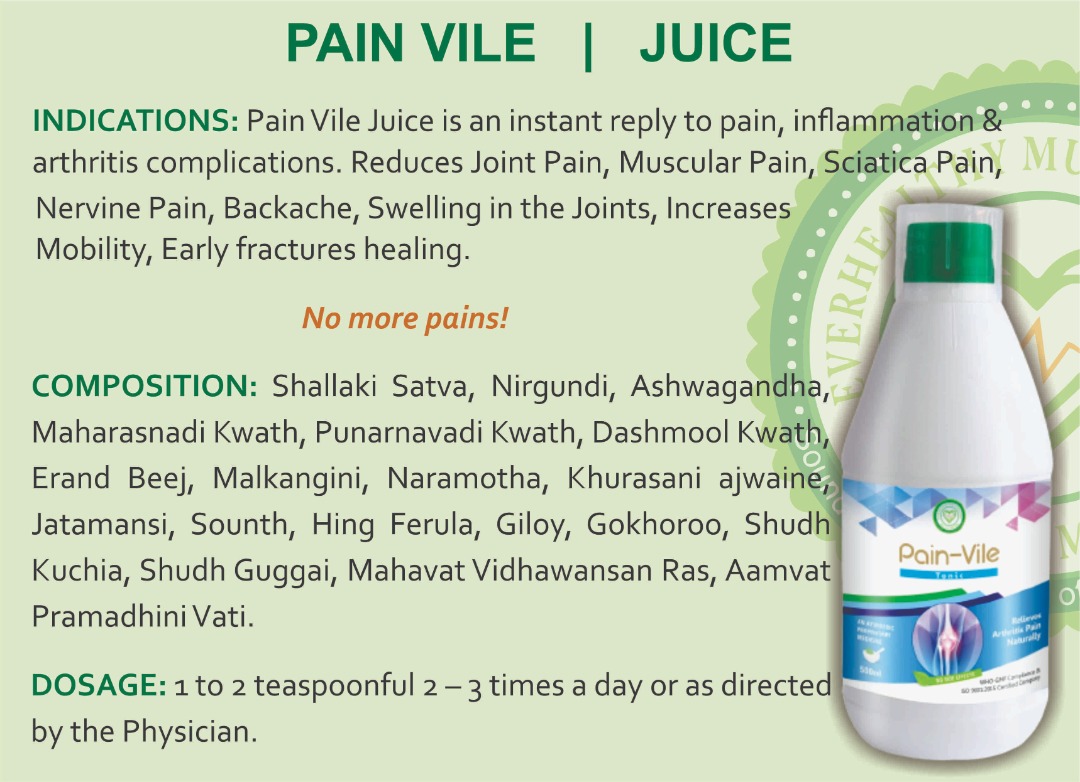 PAIN VILE | JUICE
INDICATIONS: Pain Vile Juice is an instant reply to pain, inflammation &
arthritis complications. Reduces Joint Pain, Muscular Pain, Sciatica Pain,
Nervine Pain, Backache, Swelling in the Joints, Increases
Mobility, Early fractures healing.
No more pains!
COMPOSITION: Shallaki Satva, Nirgundi, Ashwagandha,
Maharasnadi Kwath, Punarnavadi Kwath, Dashmool Kwath,
Erand Beej, Malkangini, Naramotha, Khurasani ajwaine,
Jatamansi, Sounth, Hing Ferula, Giloy, Gokhoroo, Shudh
Kuchia, Shudh Guggai, Mahavat Vidhawansan Ras, Aamvat
Pramadhini Vati.
DOSAGE: 1 to 2 teaspoonful 2 – 3 times a day or as directed
by the Physician.
EVERHEALTHY MU
Pain-Vile
Tonic
Relieves
Arthritic Pain
Naturally
500ml
WHO-GMP Compliance &
ISO 9001:2015 Certified Company